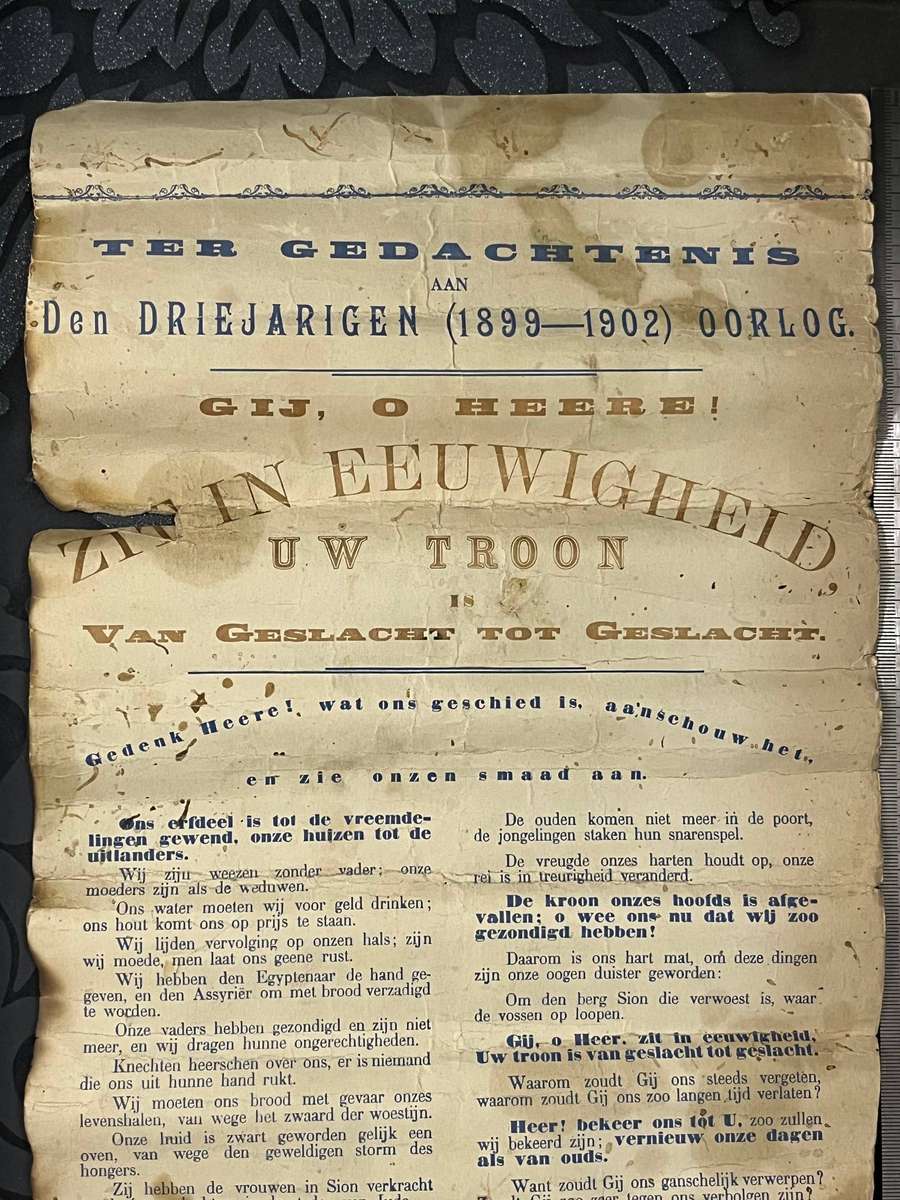 TER GEDACHTENIS
AAN
Den DRIEJARIGEN (1899—1902) OORLOG.
GIJ, O HEERE!
ZIT IN EEUWIGHEID,
UW TROON
IS
VAN GESLACHT TOT GESLACHT.
Gedenk Heere!, wat ons geschied is, aanschouw het,
en zie onzen smaad aan.
Ons erfdeel is tot de vreemde-
lingen gewend, onze huizen tot de
uitlanders.
Wij zijn weezen zonder vader; onze
moeders zijn als de weduwen.
Ons water moeten wij voor geld drinken;
ons hout komt ons op prijs te staan.
Wij lijden vervolging op onzen hals; zijn
wij moede, men laat ons geene rust.
Wij hebben den Egyptenaar de hand ge-
geven, en den Assyriër om met brood verzadigd
te worden.
Onze vaders hebben gezondigd en zijn niet
meer, en wij dragen hunne ongerechtigheden.
Knechten heerschen over ons, er is niemand
die ons uit hunne hand rukt.
Wij moeten ons brood met gevaar onzes
levenshalen, van wege het zwaard der woestijn.
Onze huid is zwart geworden gelijk een
oven, van wege den geweldigen storm des
hongers.
Zij hebben de vrouwen in Sion verkracht
De ouden komen niet meer in de poort,
de jongelingen staken hun snarenspel.
De vreugde onzes harten houdt op, onze
rei is in treurigheid veranderd.
De kroon onzes hoofds is afge-
vallen; o wee ons nu dat wij zoo
gezondigd hebben!
Daarom is ons hart mat, om deze dingen
zijn onze oogen duister geworden:
Om den berg Sion die verwoest is, waar
de vossen op loopen.
Gij, o Heer, zit in eeuwigheid,
Uw troon is van geslacht tot geslacht.
Waarom zoudt Gij ons steeds vergeten,
waarom zoudt Gij ons zoo langen tijd verlaten?
Heer! bekeer ons tot U, zoo zullen
wij bekeerd zijn; vernieuw onze dagen
als van ouds.
Want zoudt Gij ons ganschelijk verwerpen?
Gij zoo zeer tegen ons verbolgen zijn?